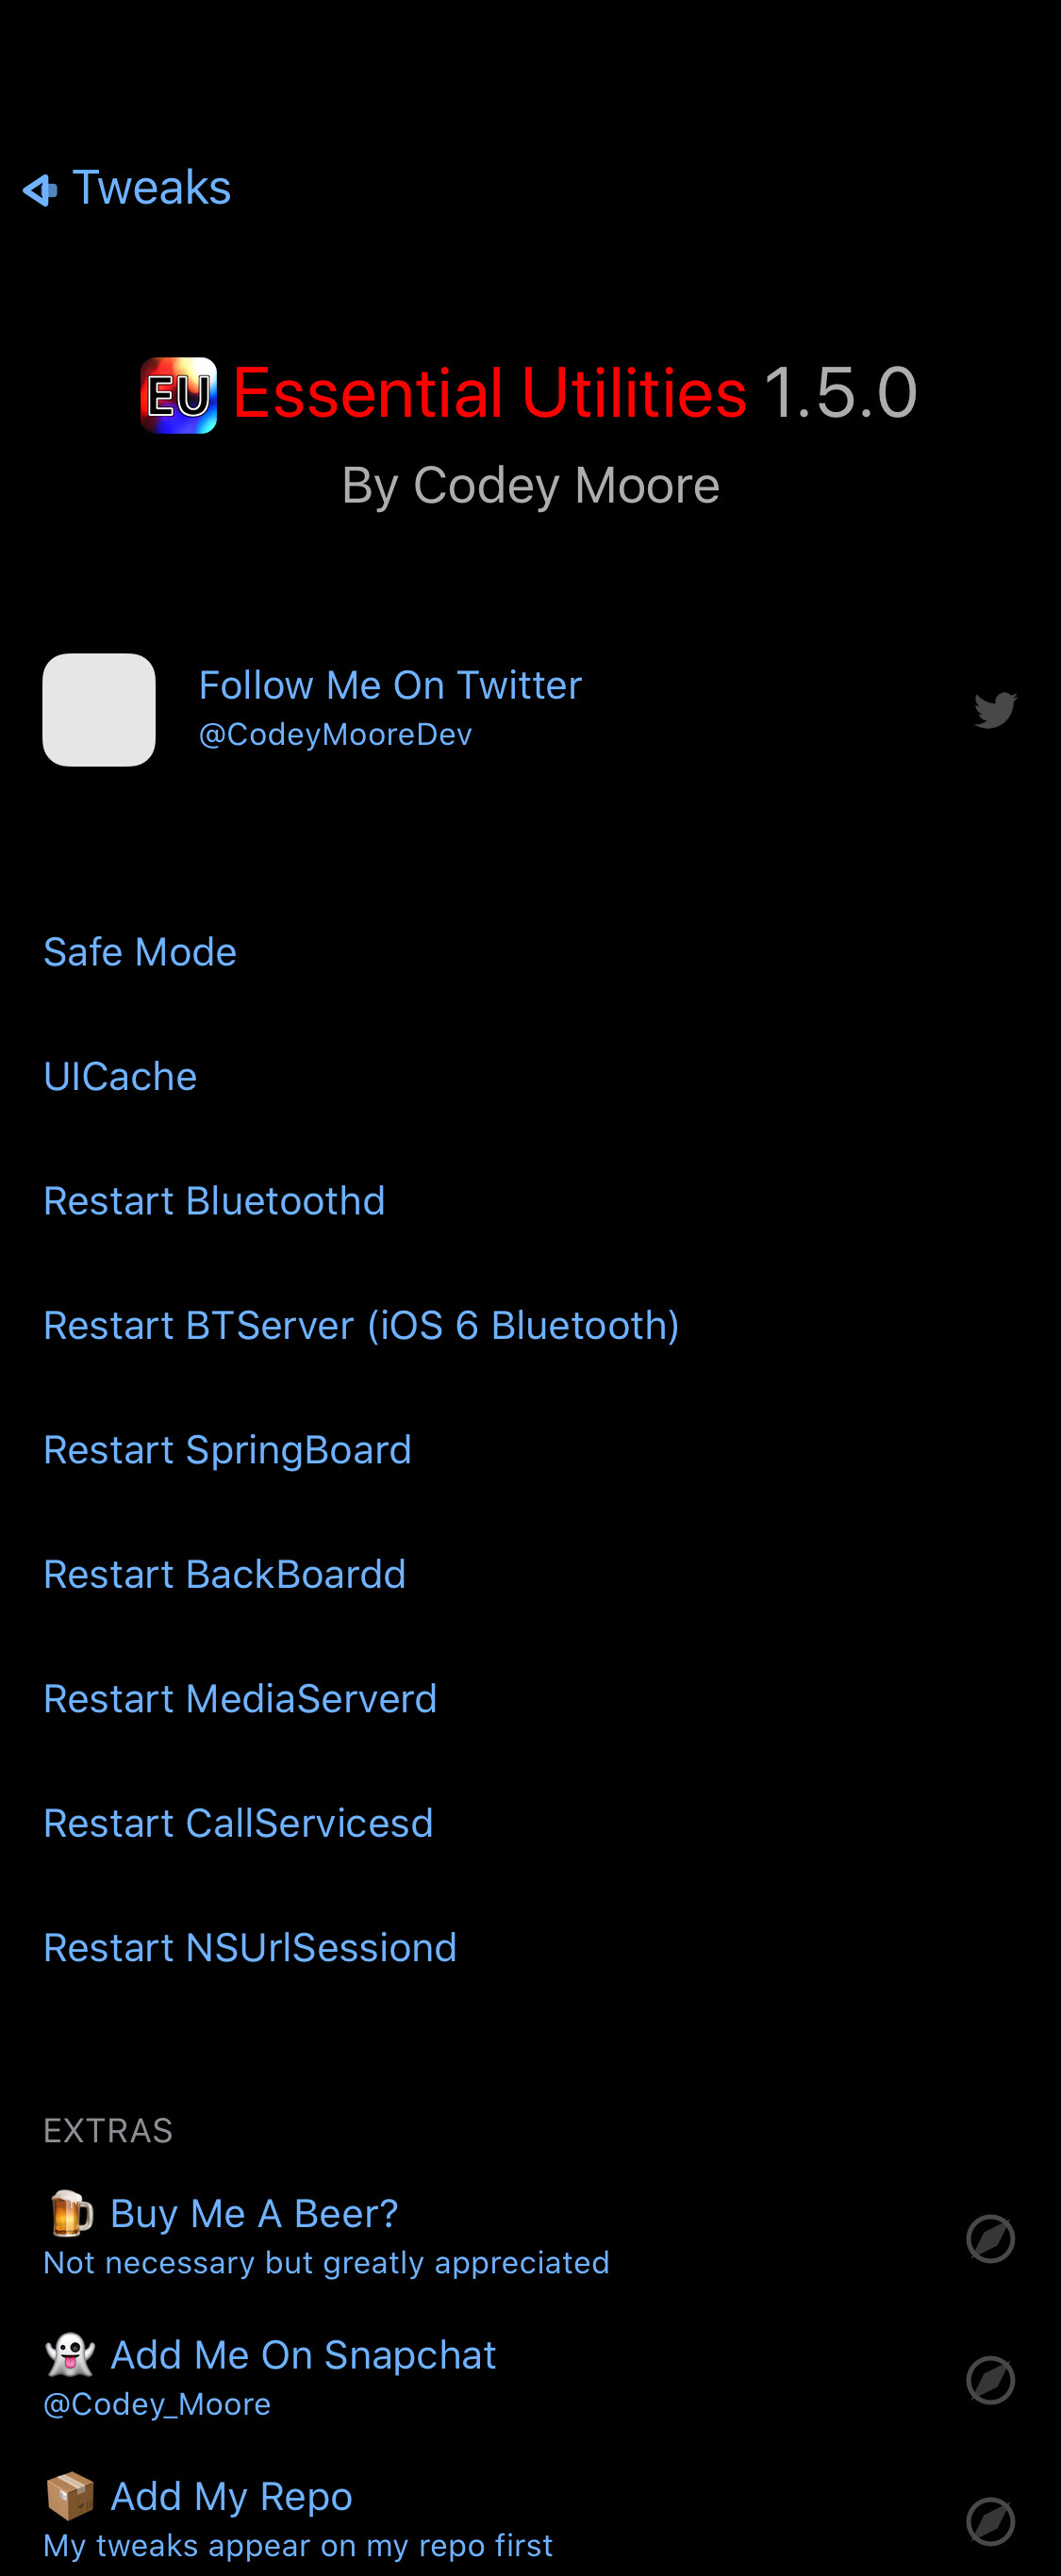 Tweaks
EU Essential Utilities 1.5.0
By Codey Moore
Follow Me On Twitter
@CodeyMooreDev
Safe Mode
UICache
Restart Bluetoothd
Restart BTServer (iOS 6 Bluetooth)
Restart SpringBoard
Restart BackBoardd
Restart MediaServerd
Restart CallServicesd
Restart NSUrlSessiond
EXTRAS
🍺 Buy Me A Beer?
Not necessary but greatly appreciated
👻 Add Me On Snapchat
@Codey_Moore
📦 Add My Repo
My tweaks appear on my repo first